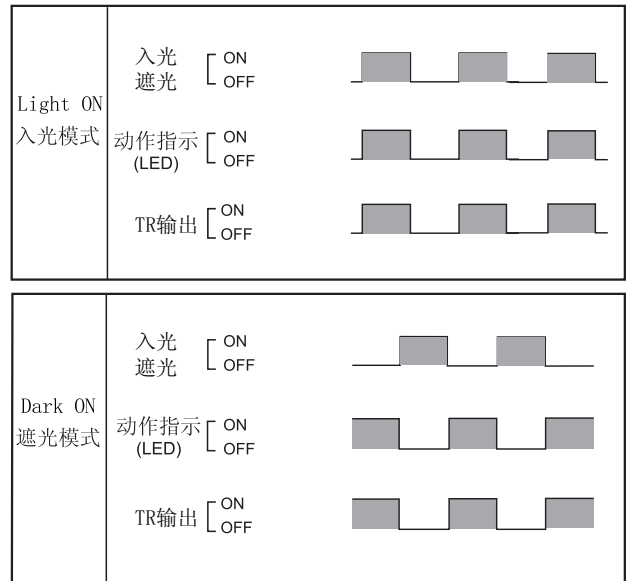 Light ON
入光模式
入光 ON
遮光 OFF
动作指示 ON
(LED) OFF
TR输出 ON
OFF
Dark ON
遮光模式
入光 ON
遮光 OFF
动作指示 ON
(LED) OFF
TR输出 ON
OFF